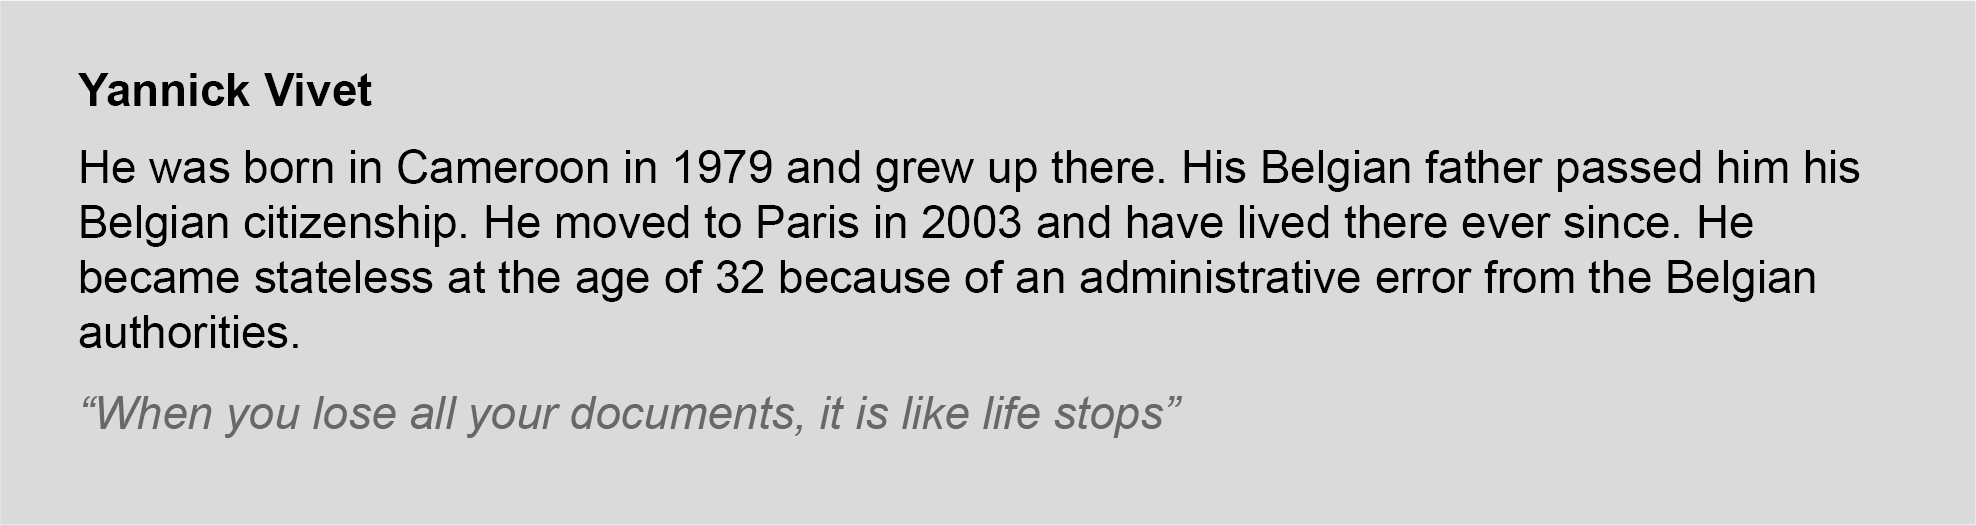 Yannick Vivet
He was born in Cameroon in 1979 and grew up there. His Belgian father passed him his
Belgian citizenship. He moved to Paris in 2003 and have lived there ever since. He
became stateless at the age of 32 because of an administrative error from the Belgian
authorities.
“When you lose all your documents, it is like life stops”